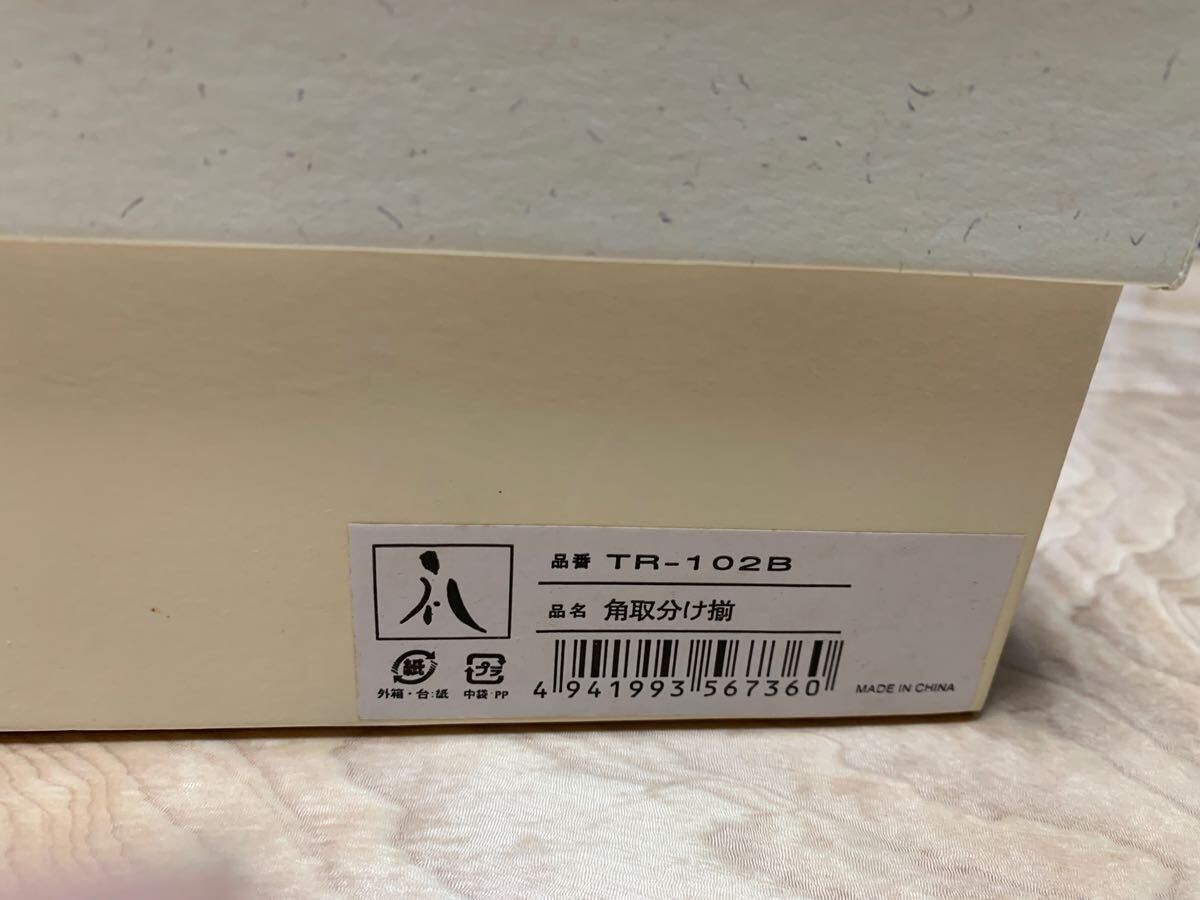 品番 TR-102B
品名 角取分け揃
紙 プラ
外箱・台:紙 中袋:PP
4 941993 567360
MADE IN CHINA